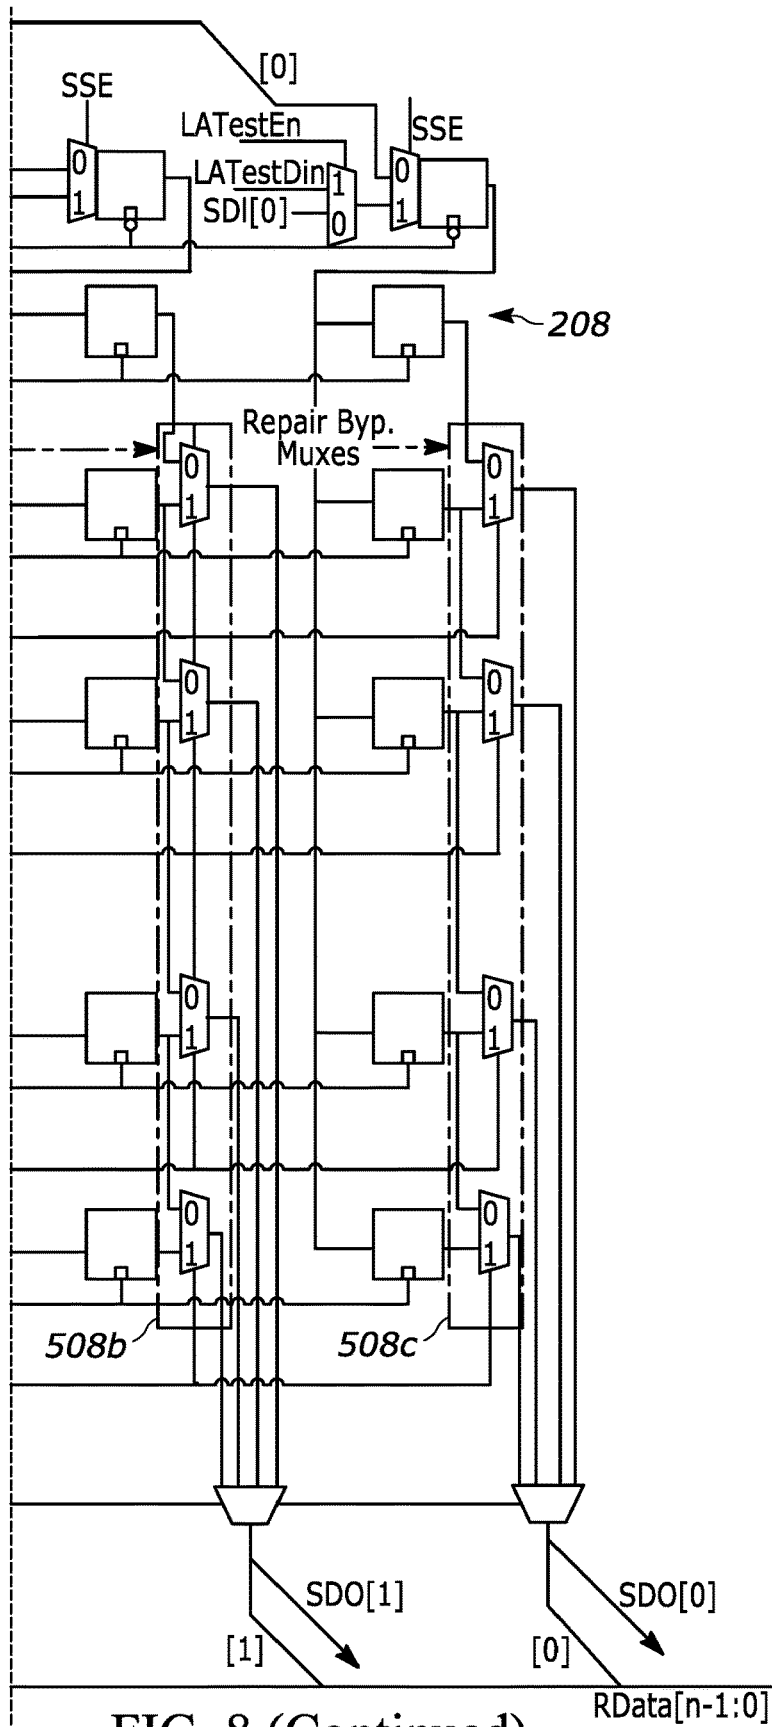 [0]
SSE
LATestEn
SSE
0
1
LATestDin
SDI[0]
1
0
0
1
208
Repair Byp.
Muxes
0
1
0
1
0
1
0
1
0
1
0
1
0
1
0
1
508b
508c
SDO[1]
SDO[0]
[1]
[0]
RData[n-1:0]
FIG. 8 (Continued)